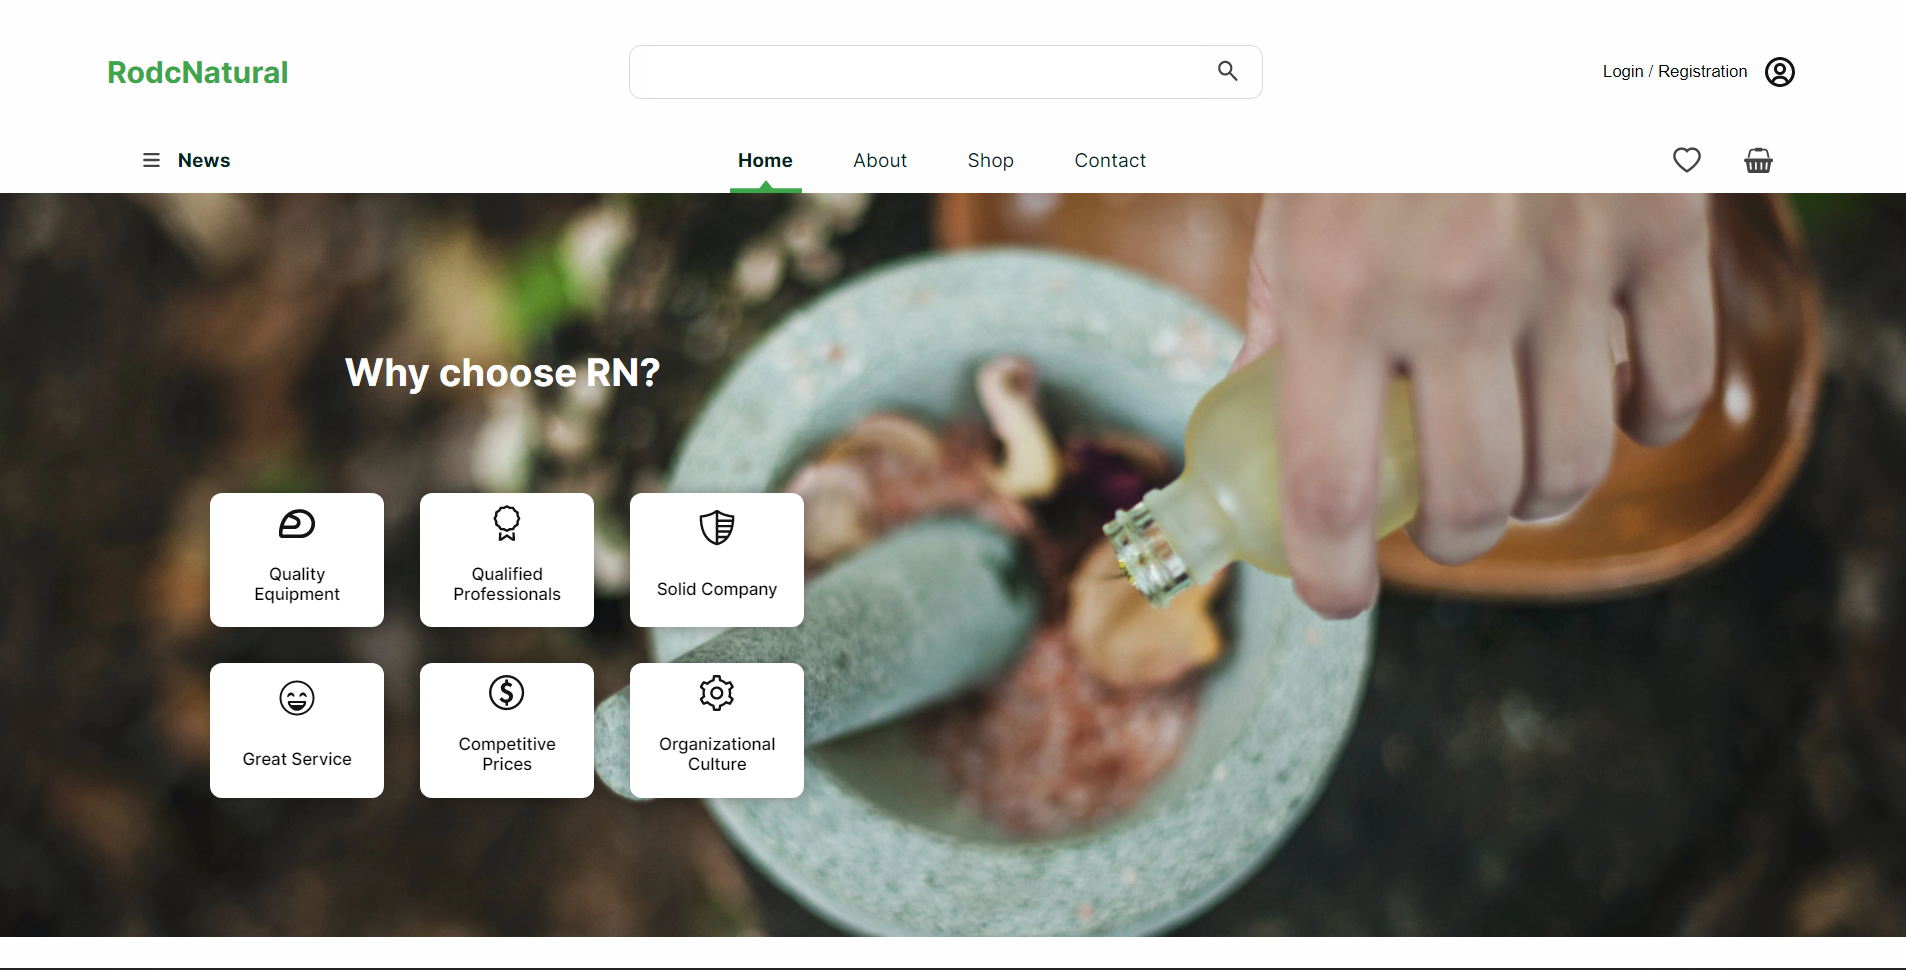 RodcNatural
Login / Registration
News
Home
About
Shop
Contact
Why choose RN?
Quality
Equipment
Qualified
Professionals
Solid Company
Great Service
Competitive
Prices
Organizational
Culture